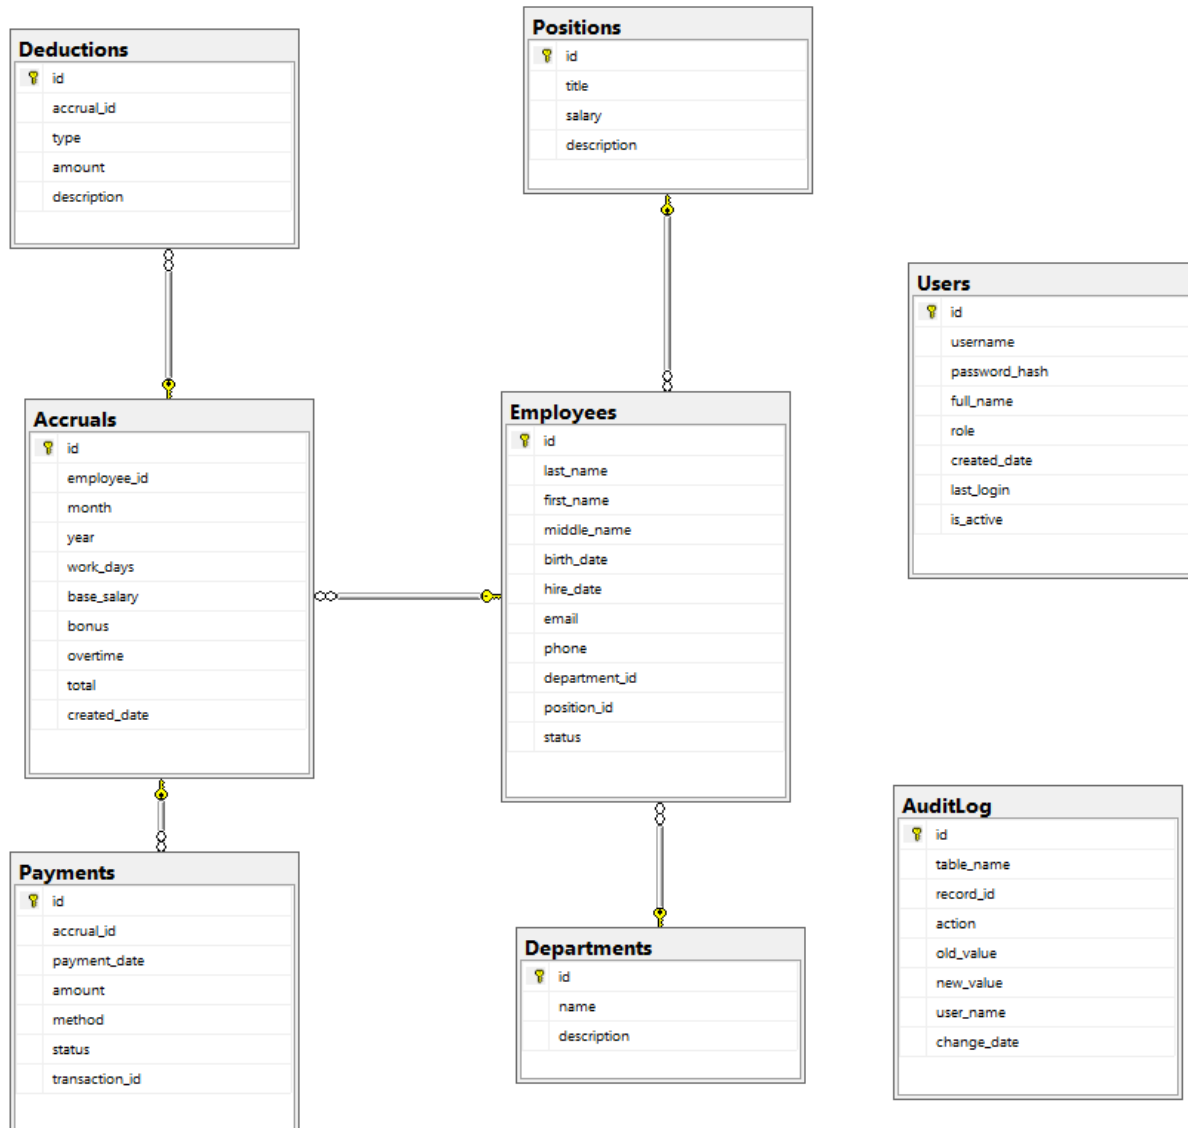 Deductions
id
accrual_id
type
amount
description
Positions
id
title
salary
description
Users
id
username
password_hash
full_name
role
created_date
last_login
is_active
Accruals
id
employee_id
month
year
work_days
base_salary
bonus
overtime
total
created_date
Employees
id
last_name
first_name
middle_name
birth_date
hire_date
email
phone
department_id
position_id
status
AuditLog
id
table_name
record_id
action
old_value
new_value
user_name
change_date
Payments
id
accrual_id
payment_date
amount
method
status
transaction_id
Departments
id
name
description